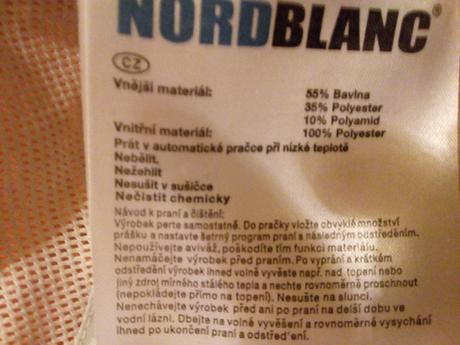 NORDBLANC®
CZ
Vnější materiál: 55% Bavlna
35% Polyester
10% Polyamid
Vnitřní materiál: 100% Polyester
Prát v automatické pračce při nízké teplotě
Nebělit,
Nežehlit
Nesušit v sušičce
Nečistit chemicky
Návod k praní a čištění:
Výrobek perte samostatně. Do pračky vložte obvyklé množství
prášku a nastavte šetrný program praní s následným odstředěním.
Nepoužívejte aviváž, poškodíte tím funkci materiálu.
Nenamáčejte výrobek před praním. Po vyprání a krátkém
odstředění výrobek ihned volně vyvěste např. nad topení nebo
jiný zdroj mírného stálého tepla a nechte rovnoměrně proschnout
(nepokládejte přímo na topení). Nesušte na slunci.
Nenechávejte výrobek před ani po praní na delší dobu ve
vodní lázni. Dbejte na volné vyvěšení a rovnoměrné vysychání
ihned po ukončení praní a odstřeď...